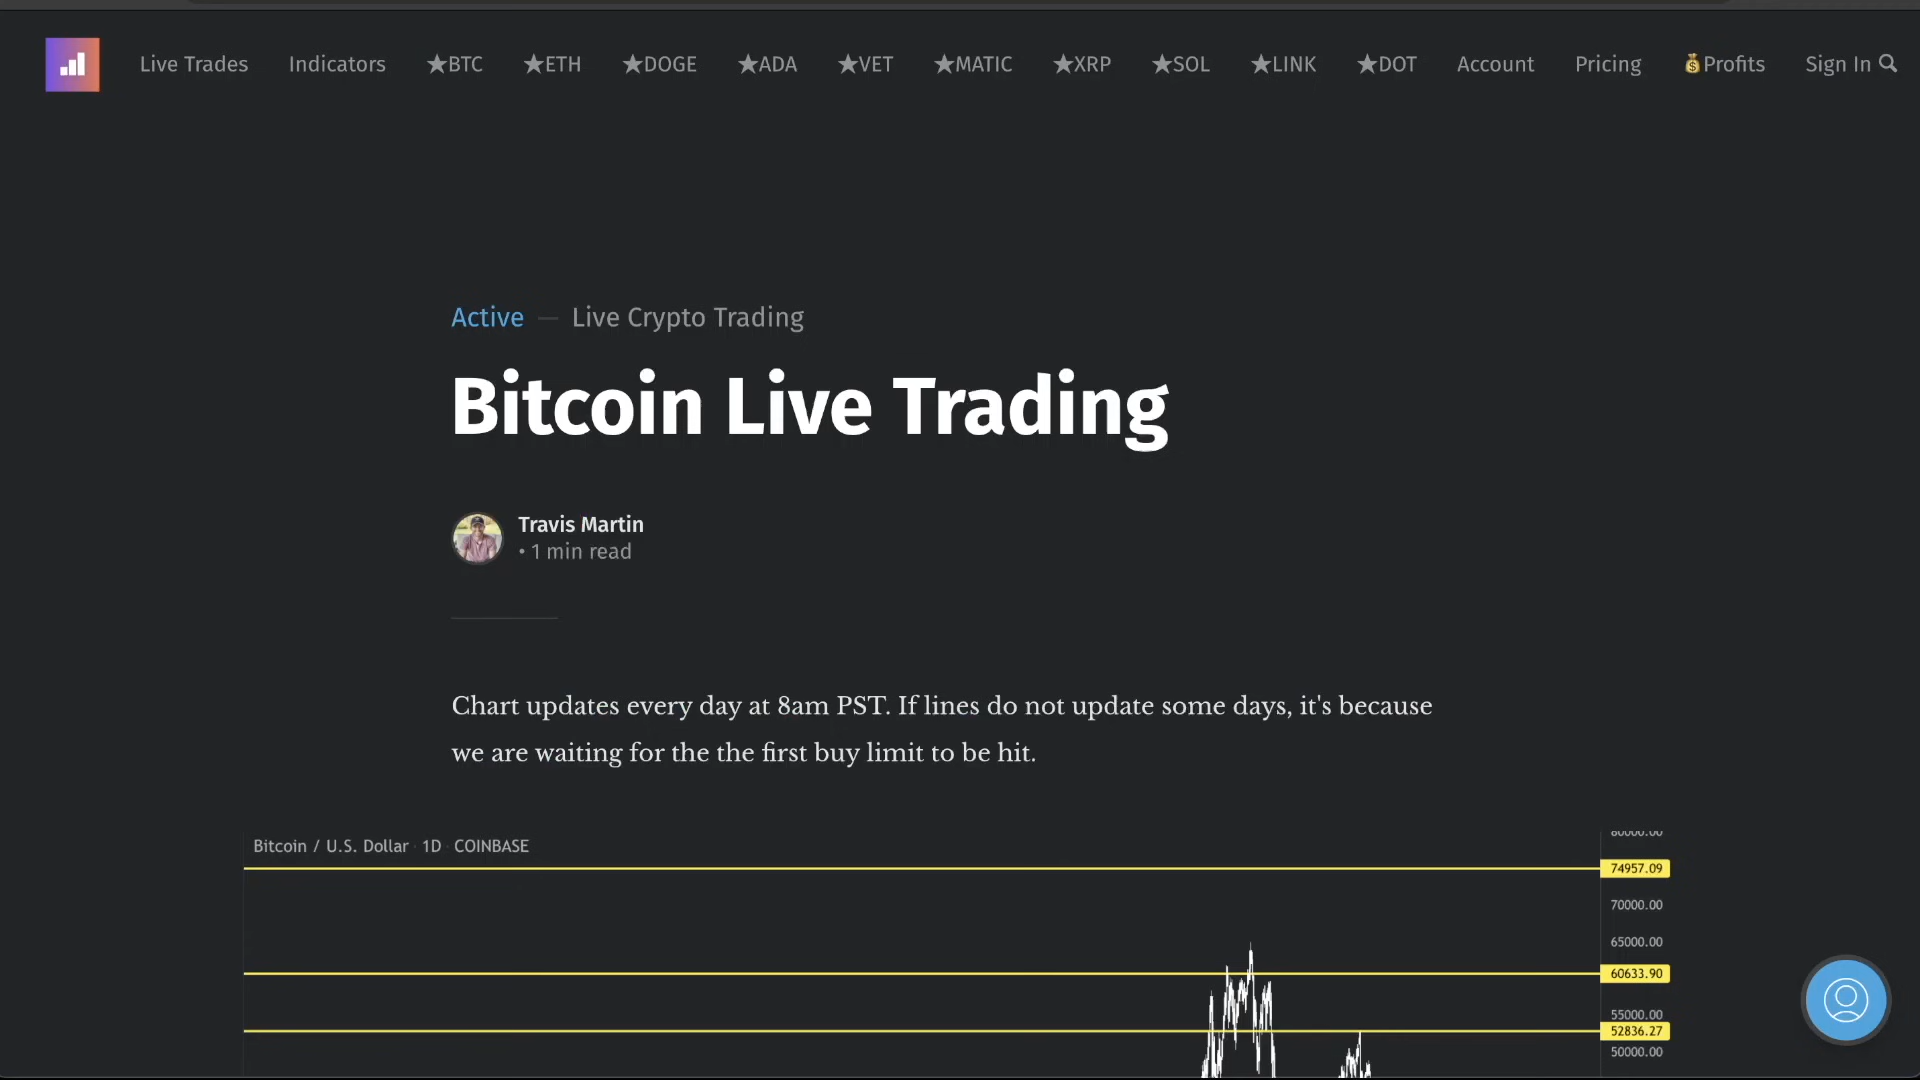 Live Trades Indicators ★BTC ★ETH ★DOGE ★ADA ★VET ★MATIC ★XRP ★SOL ★LINK ★DOT Account Pricing 💰Profits Sign In
Active — Live Crypto Trading
Bitcoin Live Trading
Travis Martin
• 1 min read
Chart updates every day at 8am PST. If lines do not update some days, it's because
we are waiting for the the first buy limit to be hit.
80000.00
Bitcoin / U.S. Dollar · 1D · COINBASE
74957.09
70000.00
65000.00
60633.90
55000.00
52836.27
50000.00